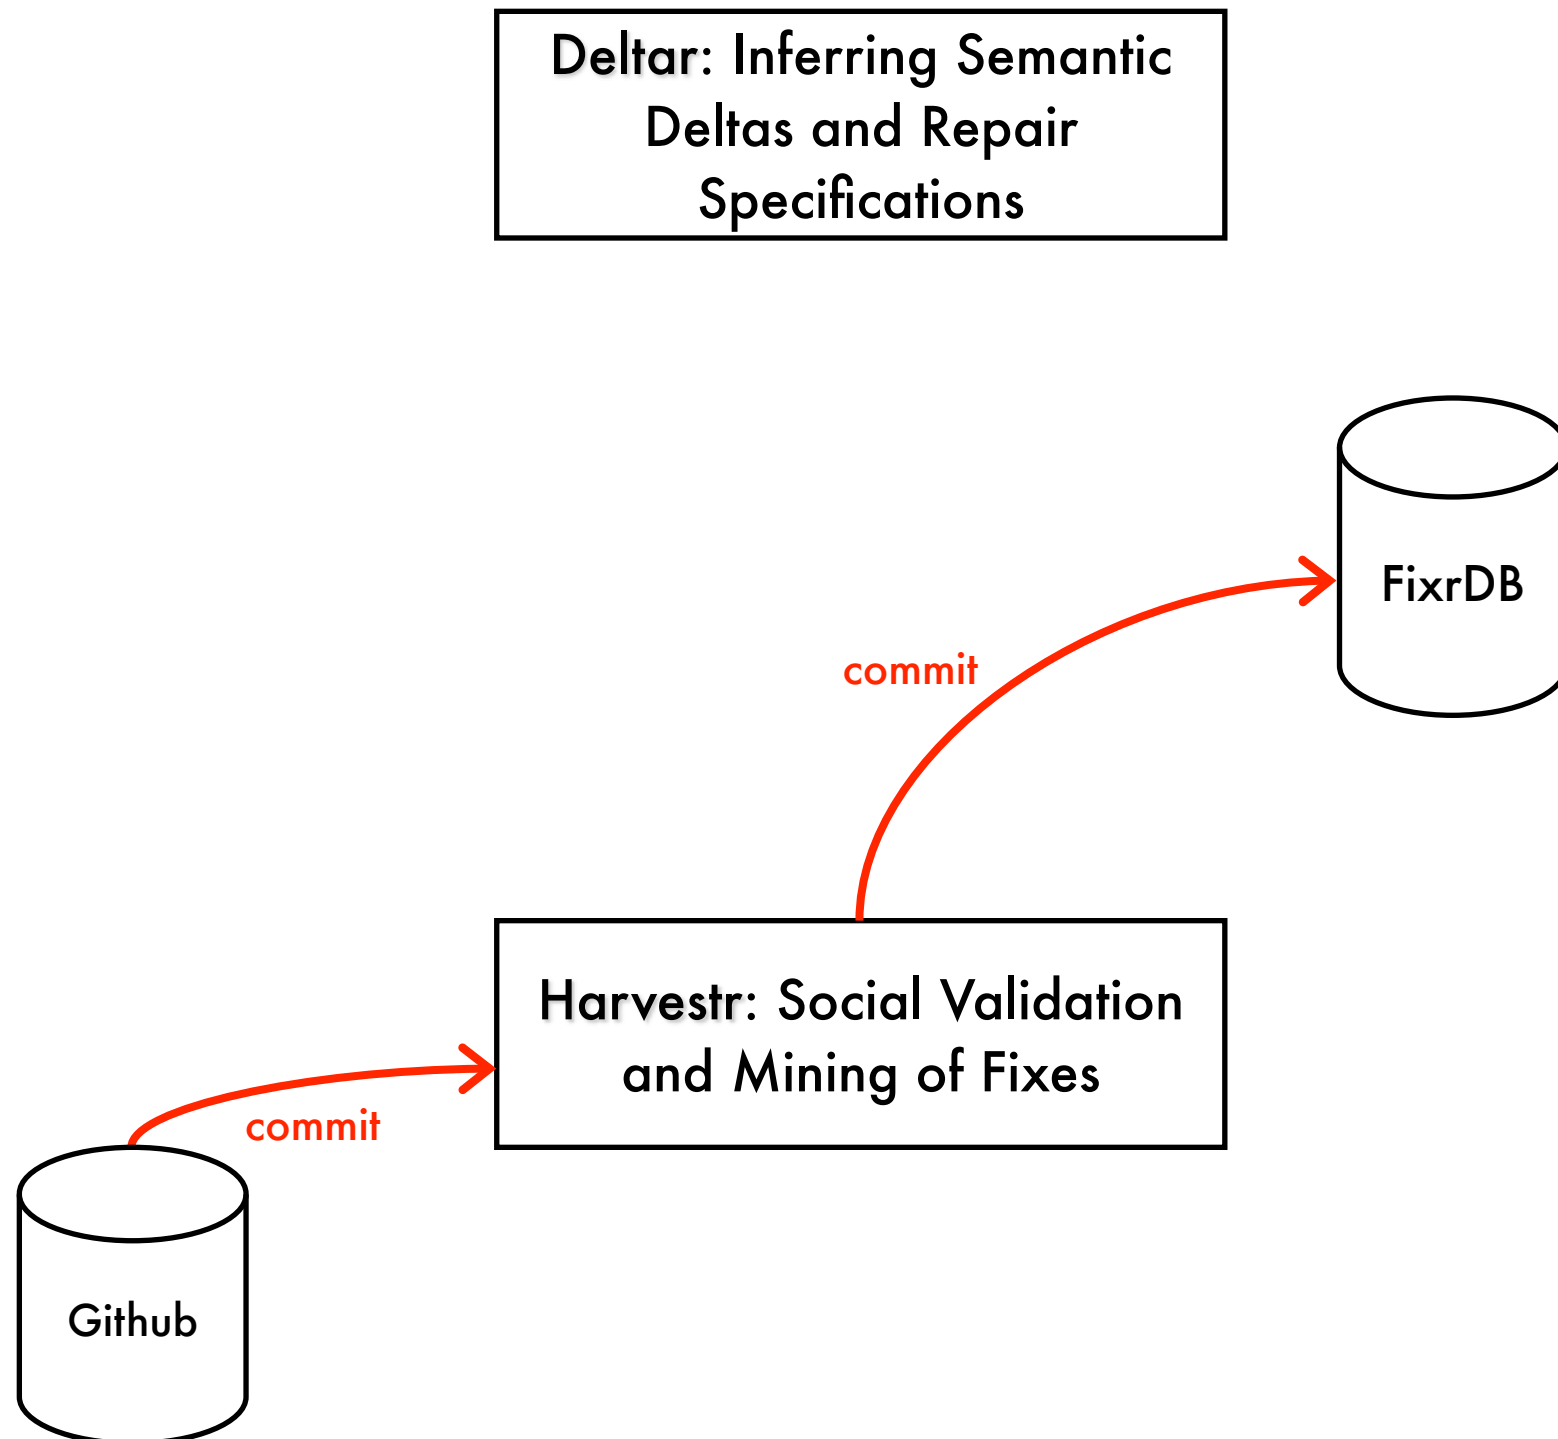 Deltar: Inferring Semantic
Deltas and Repair
Specifications
FixrDB
commit
Harvestr: Social Validation
and Mining of Fixes
commit
Github